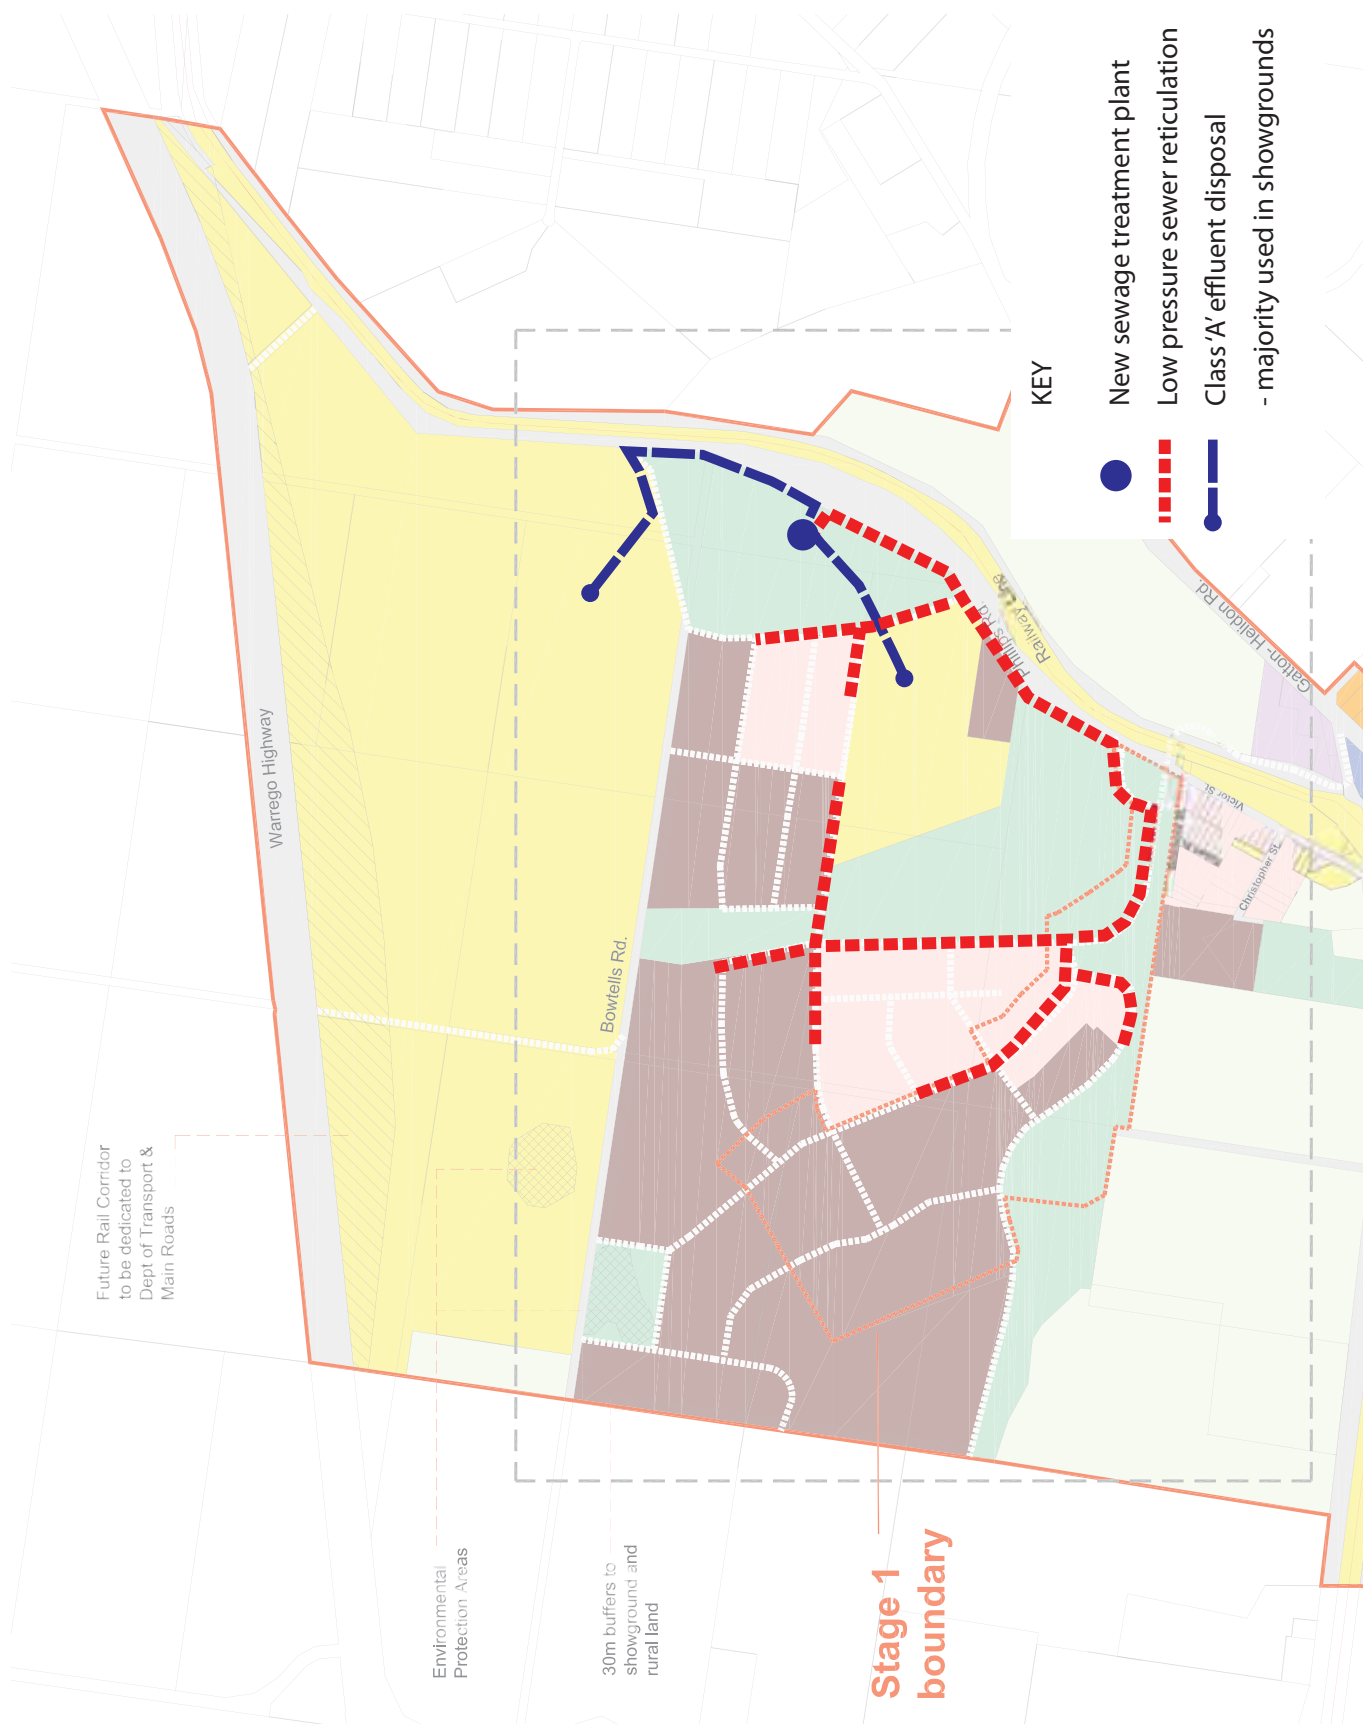 Future Rail Corridor
to be dedicated to
Dept of Transport &
Main Roads
Environmental
Protection Areas
30m buffers to
showground and
rural land
Stage 1
boundary
Warrego Highway
Bowtells Rd.
Phillips Rd.
Railway Line
Gatton- Helidon Rd.
Victor St.
Christopher St.
KEY
New sewage treatment plant
Low pressure sewer reticulation
Class ‘A’ effluent disposal
- majority used in showgrounds